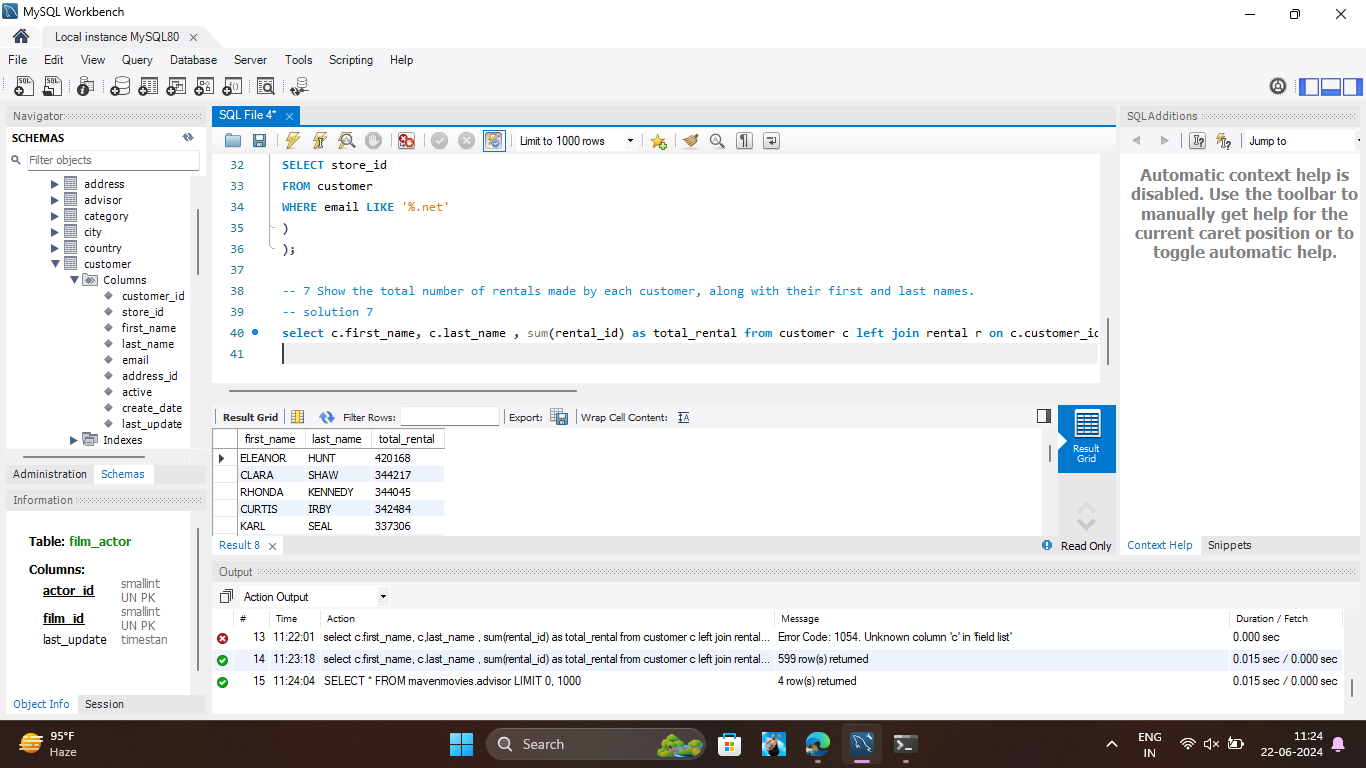 MySQL Workbench
Local instance MySQL80
File Edit View Query Database Server Tools Scripting Help
Navigator
SCHEMAS
Filter objects
address
advisor
category
city
country
customer
Columns
customer_id
store_id
first_name
last_name
email
address_id
active
create_date
last_update
Indexes
Administration Schemas
Information
Table: film_actor
Columns:
actor_id smallint UN PK
film_id smallint UN PK
last_update timestan
Object Info Session
SQL File 4*
Limit to 1000 rows
32 SELECT store_id
33 FROM customer
34 WHERE email LIKE '%.net'
35 )
36 );
37
38 -- 7 Show the total number of rentals made by each customer, along with their first and last names.
39 -- solution 7
40 select c.first_name, c.last_name , sum(rental_id) as total_rental from customer c left join rental r on c.customer_id
41
Result Grid Filter Rows: Export: Wrap Cell Content:
first_name last_name total_rental
ELEANOR HUNT 420168
CLARA SHAW 344217
RHONDA KENNEDY 344045
CURTIS IRBY 342484
KARL SEAL 337306
Result Grid
Result 8
Read Only
SQLAdditions
Jump to
Automatic context help is
disabled. Use the toolbar to
manually get help for the
current caret position or to
toggle automatic help.
Context Help Snippets
Output
Action Output
# Time Action Message Duration / Fetch
13 11:22:01 select c.first_name, c,last_name , sum(rental_id) as total_rental from customer c left join rental... Error Code: 1054. Unknown column 'c' in 'field list' 0.000 sec
14 11:23:18 select c.first_name, c.last_name , sum(rental_id) as total_rental from customer c left join rental... 599 row(s) returned 0.015 sec / 0.000 sec
15 11:24:04 SELECT * FROM mavenmovies.advisor LIMIT 0, 1000 4 row(s) returned 0.015 sec / 0.000 sec
95°F
Haze
Search
ENG
IN
11:24
22-06-2024